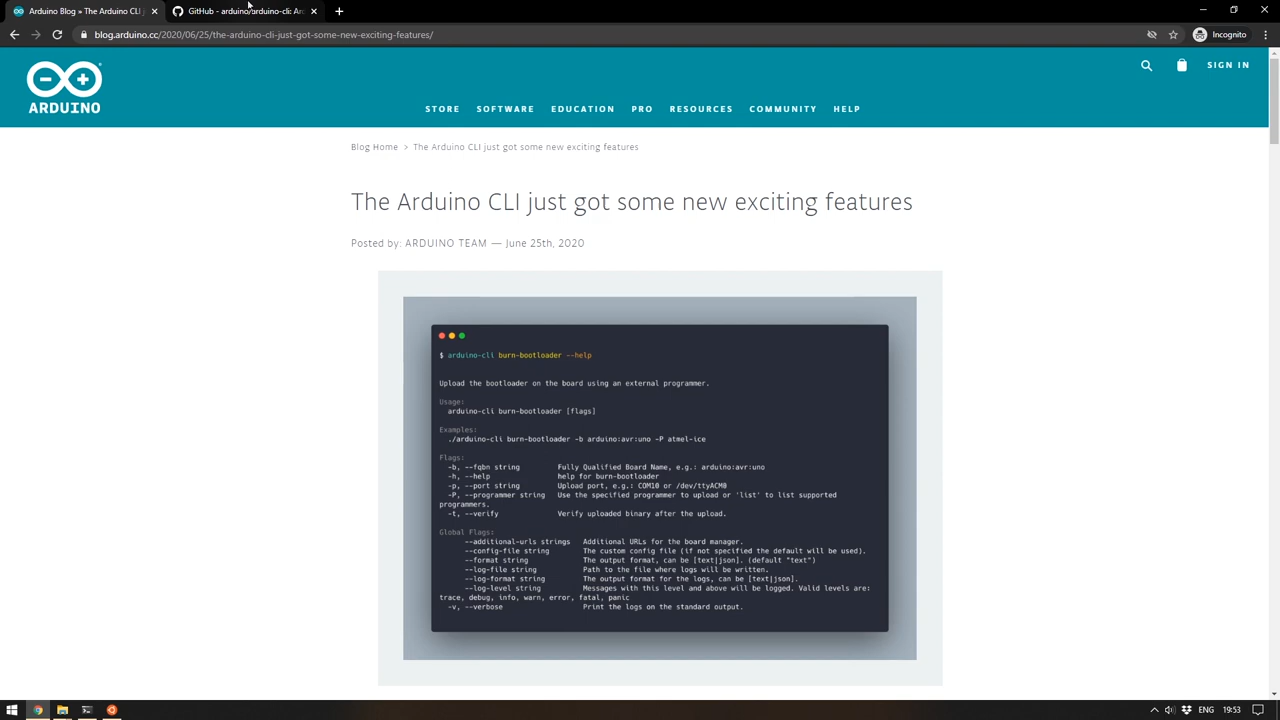 Arduino CLI just
GitHub - arduino/ar
blog.arduino.cc/2020/06/25/the-arduino-cli-just-got-some-new-exciting-features/
Incognito
ARDUINO
SIGN IN
STORE SOFTWARE EDUCATION PRO RESOURCES COMMUNITY HELP
Blog Home > The Arduino CLI just got some new exciting features
The Arduino CLI just got some new exciting features
Posted by: ARDUINO TEAM — June 25th, 2020
$ arduino-cli burn-bootloader --help
Upload the bootloader on the board using an external programmer.
Usage:
arduino-cli burn-bootloader [flags]
Examples:
./arduino-cli burn-bootloader -b arduino:avr:uno -P atmel-ice
Flags:
-b, --fqbn string Fully Qualified Board Name, e.g.: arduino:avr:uno
-h, --help help for burn-bootloader
-p, --port string Upload port, e.g.: COM10 or /dev/ttyACM0
-P, --programmer string Use the specified programmer to upload or 'list' to list supported
programmers.
-t, --verify Verify uploaded binary after the upload.
Global Flags:
--additional-urls strings Additional URLs for the board manager.
--config-file string The custom config file (if not specified the default will be used).
--format string The output format, can be [text|json]. (default "text")
--log-file string Path to the file where logs will be written.
--log-format string The output format for the logs, can be [text|json].
--log-level string Messages with this level and above will be logged. Valid levels are:
trace, debug, info, warn, error, fatal, panic
-v, --verbose Print the logs on the standard output.
ENG 19:53